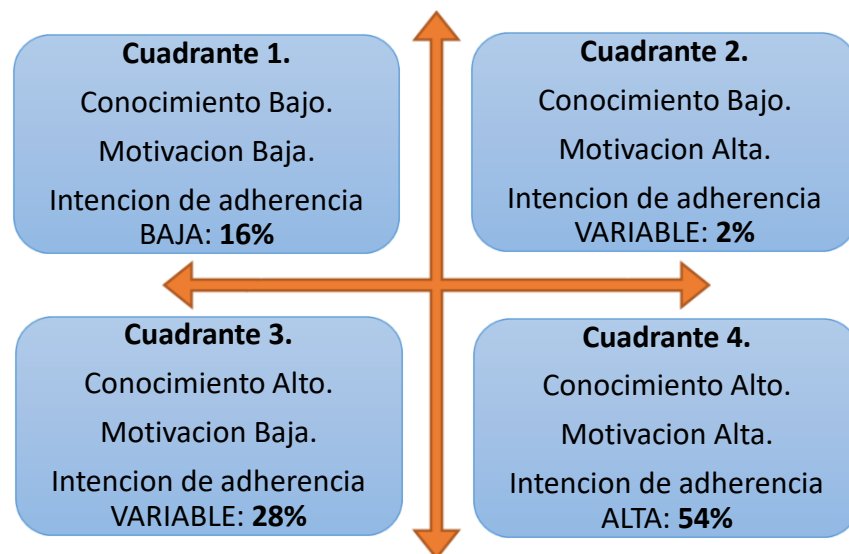 Cuadrante 1.
Conocimiento Bajo.
Motivacion Baja.
Intencion de adherencia
BAJA: 16%
Cuadrante 2.
Conocimiento Bajo.
Motivacion Alta.
Intencion de adherencia
VARIABLE: 2%
Cuadrante 3.
Conocimiento Alto.
Motivacion Baja.
Intencion de adherencia
VARIABLE: 28%
Cuadrante 4.
Conocimiento Alto.
Motivacion Alta.
Intencion de adherencia
ALTA: 54%